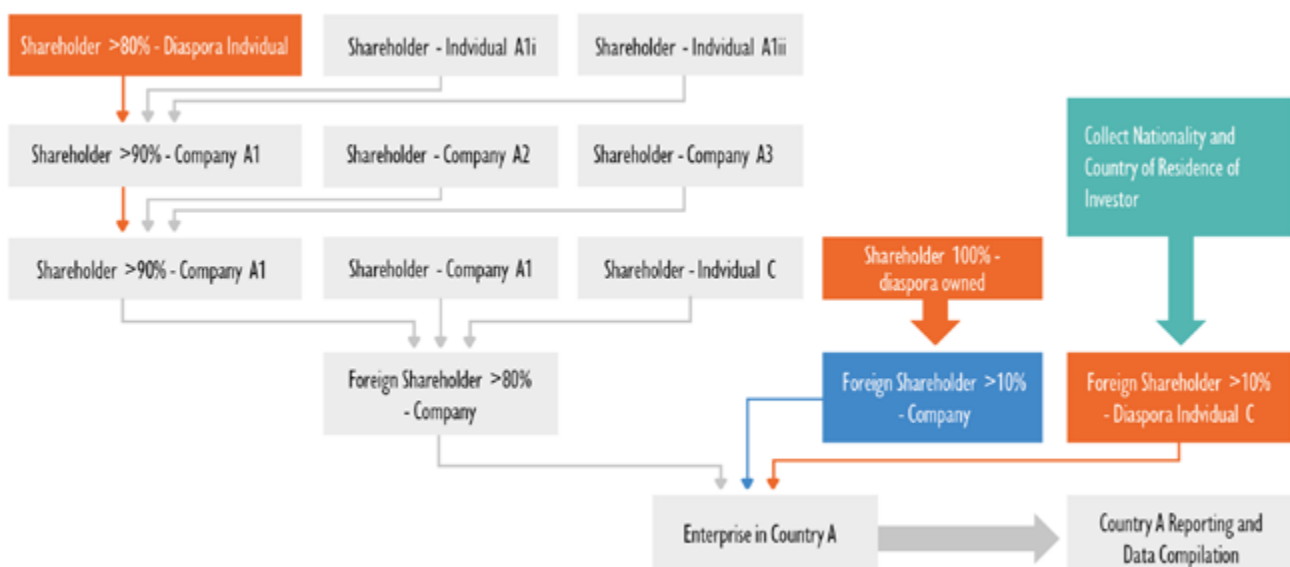 Shareholder >80% - Diaspora Indvidual
Shareholder - Indvidual A1i
Shareholder - Indvidual A1ii
Shareholder >90% - Company A1
Shareholder - Company A2
Shareholder - Company A3
Collect Nationality and
Country of Residence of
Investor
Shareholder >90% - Company A1
Shareholder - Company A1
Shareholder - Indvidual C
Shareholder 100% -
diaspora owned
Foreign Shareholder >80%
- Company
Foreign Shareholder >10%
- Company
Foreign Shareholder >10%
- Diaspora Indvidual C
Enterprise in Country A
Country A Reporting and
Data Compilation